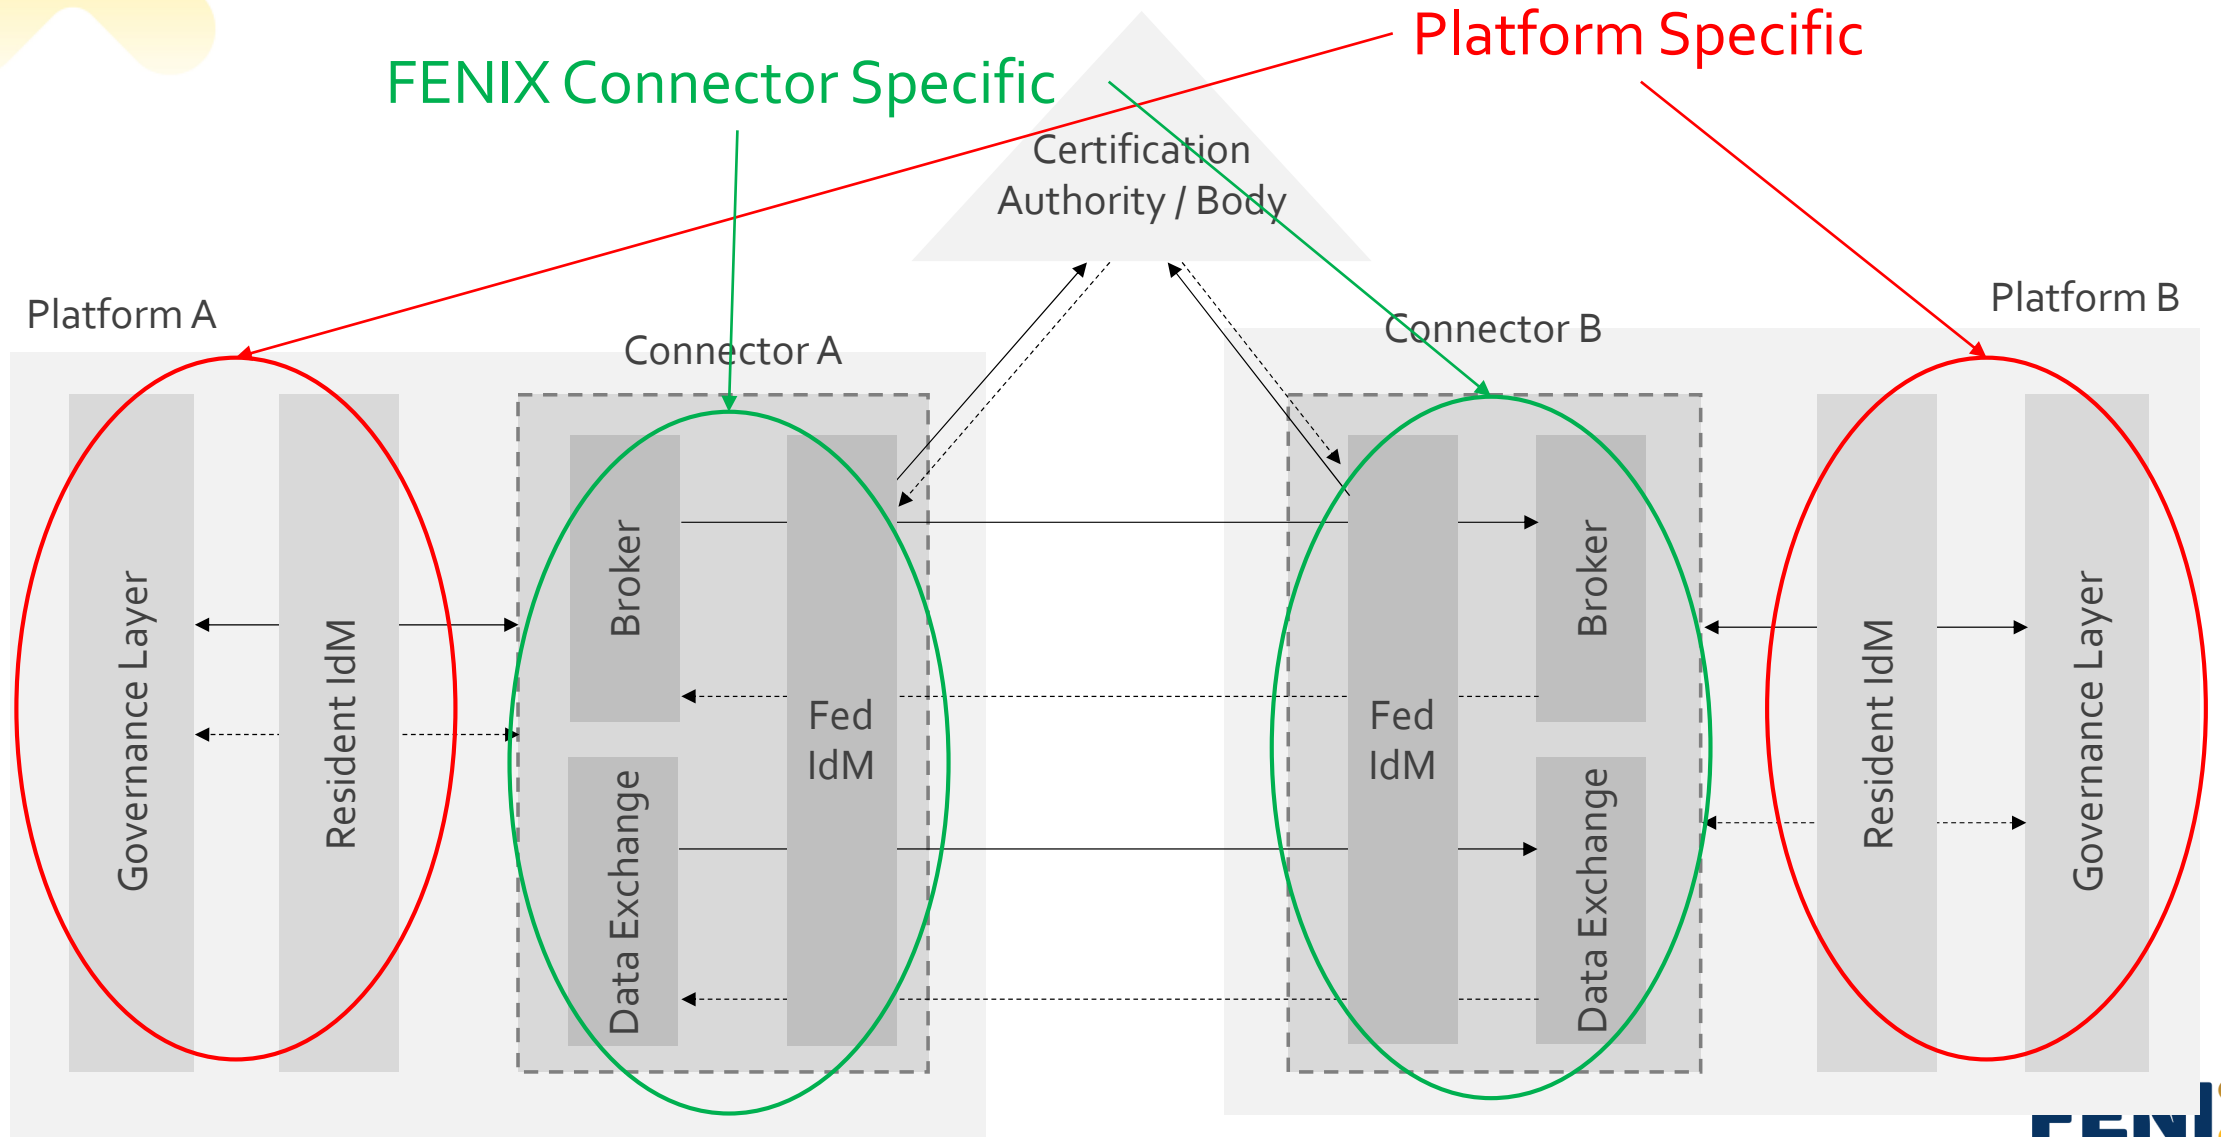 Platform Specific
FENIX Connector Specific
Certification
Authority / Body
Platform A
Connector A
Connector B
Platform B
Governance Layer
Resident IdM
Broker
Data Exchange
Fed
IdM
Fed
IdM
Broker
Data Exchange
Resident IdM
Governance Layer
FENI